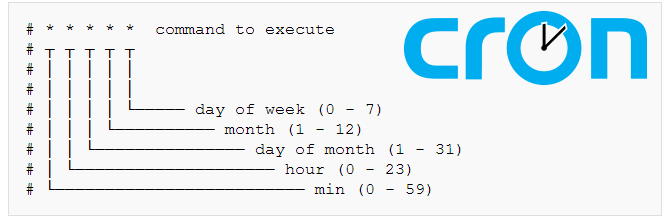 # * * * * * command to execute
# ┬ ┬ ┬ ┬ ┬
# │ │ │ │ │
# │ │ │ │ │
# │ │ │ │ └───── day of week (0 - 7)
# │ │ │ └────────── month (1 - 12)
# │ │ └─────────────── day of month (1 - 31)
# │ └──────────────────── hour (0 - 23)
# └───────────────────────── min (0 - 59)
cron